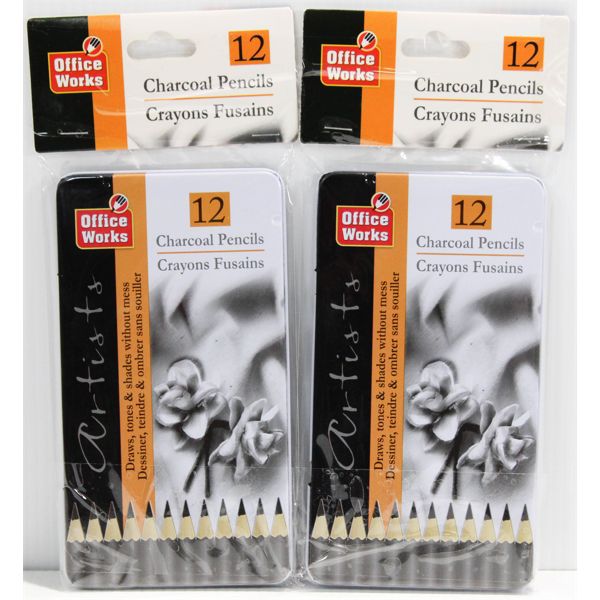 Office
Works
12
Charcoal Pencils
Crayons Fusains
Office
Works
12
Charcoal Pencils
Crayons Fusains
Artists
Draws, tones & shades without mess
Dessiner, teindre & ombrer sans souiller
Office
Works
12
Charcoal Pencils
Crayons Fusains
Office
Works
12
Charcoal Pencils
Crayons Fusains
Artists
Draws, tones & shades without mess
Dessiner, teindre & ombrer sans souiller